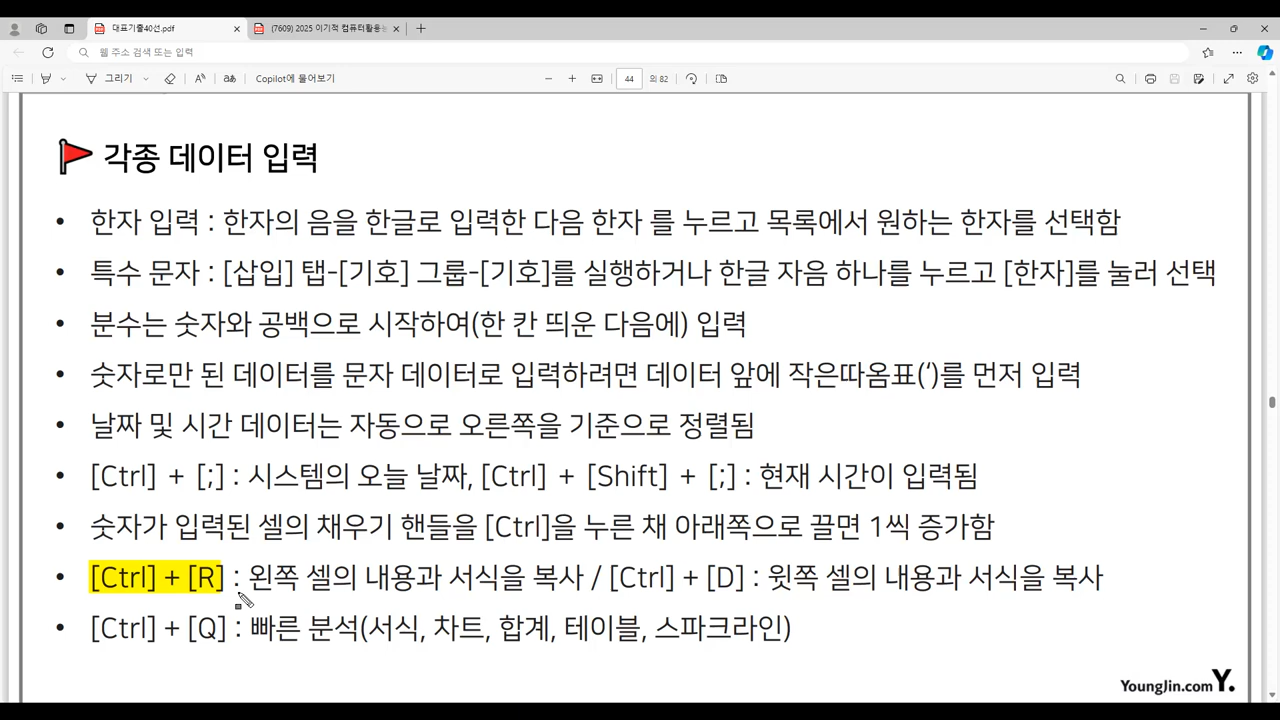 대표기출40선.pdf
(7609) 2025 이기적 컴퓨터활용능
웹 주소 검색 또는 입력
그리기
Copilot에 물어보기
44 외 82
각종 데이터 입력
• 한자 입력 : 한자의 음을 한글로 입력한 다음 한자 를 누르고 목록에서 원하는 한자를 선택함
• 특수 문자 : [삽입] 탭-[기호] 그룹-[기호]를 실행하거나 한글 자음 하나를 누르고 [한자]를 눌러 선택
• 분수는 숫자와 공백으로 시작하여(한 칸 띄운 다음에) 입력
• 숫자로만 된 데이터를 문자 데이터로 입력하려면 데이터 앞에 작은따옴표(‘)를 먼저 입력
• 날짜 및 시간 데이터는 자동으로 오른쪽을 기준으로 정렬됨
• [Ctrl] + [;] : 시스템의 오늘 날짜, [Ctrl] + [Shift] + [;] : 현재 시간이 입력됨
• 숫자가 입력된 셀의 채우기 핸들을 [Ctrl]을 누른 채 아래쪽으로 끌면 1씩 증가함
• [Ctrl] + [R] : 왼쪽 셀의 내용과 서식을 복사 / [Ctrl] + [D] : 윗쪽 셀의 내용과 서식을 복사
• [Ctrl] + [Q] : 빠른 분석(서식, 차트, 합계, 테이블, 스파크라인)
YoungJin.com Y.